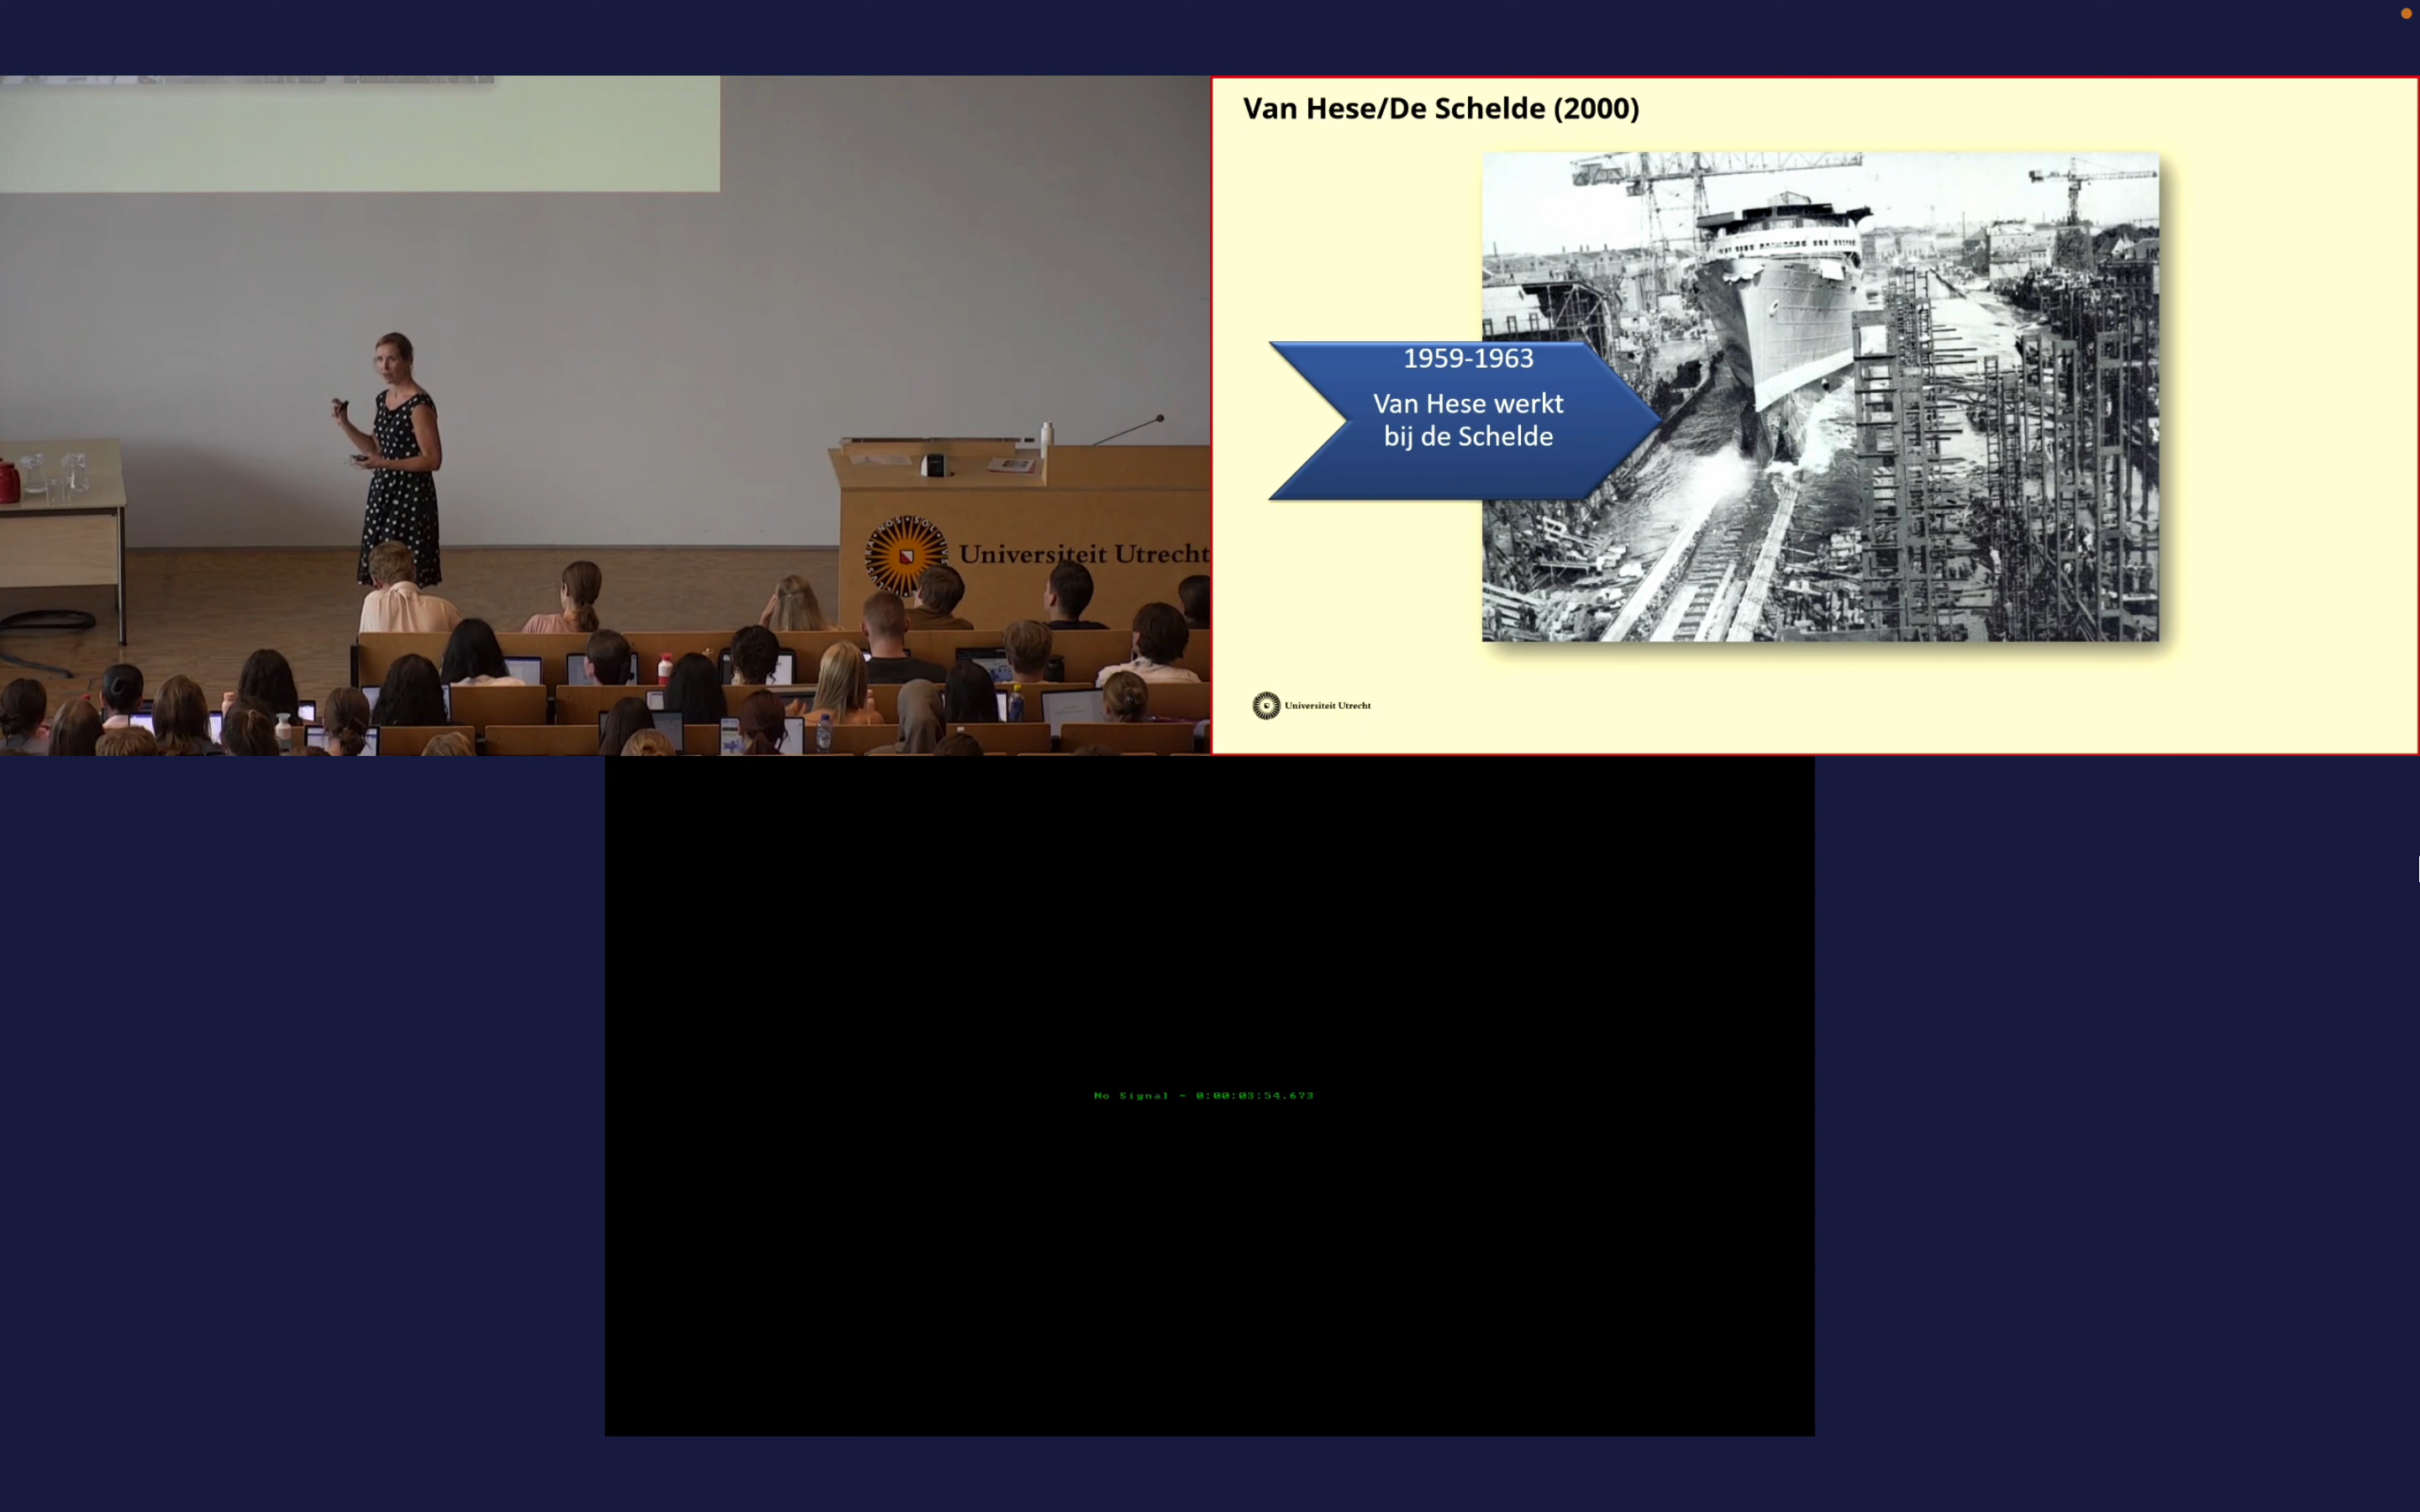 Van Hese/De Schelde (2000)
1959-1963
Van Hese werkt
bij de Schelde
Universiteit Utrecht
Universiteit Utrecht
No Signal - 0:00:03:54.673